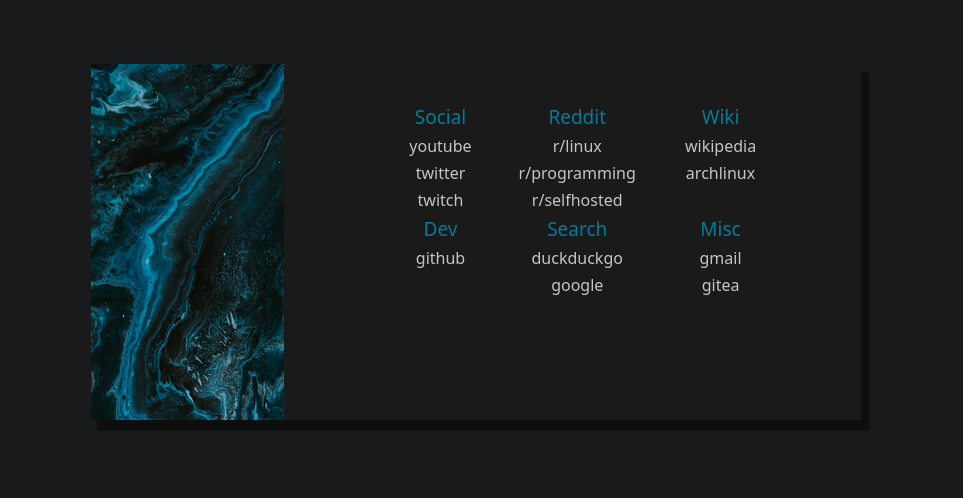 Social
youtube
twitter
twitch
Reddit
r/linux
r/programming
r/selfhosted
Wiki
wikipedia
archlinux
Dev
github
Search
duckduckgo
google
Misc
gmail
gitea